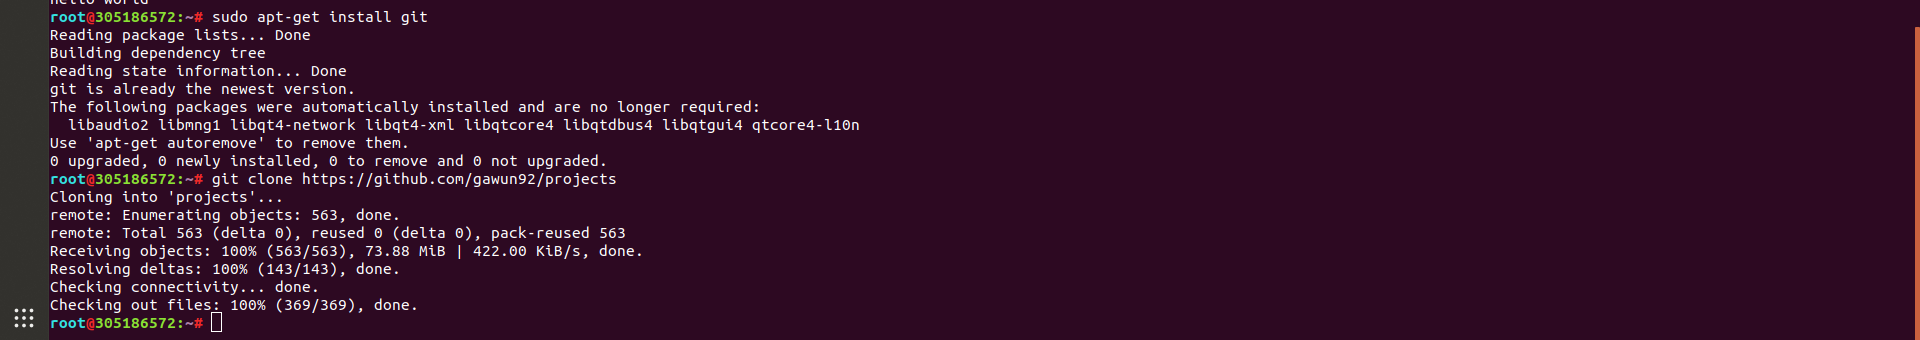 hello world
root@305186572:~# sudo apt-get install git
Reading package lists... Done
Building dependency tree
Reading state information... Done
git is already the newest version.
The following packages were automatically installed and are no longer required:
  libaudio2 libmng1 libqt4-network libqt4-xml libqtcore4 libqtdbus4 libqtgui4 qtcore4-l10n
Use 'apt-get autoremove' to remove them.
0 upgraded, 0 newly installed, 0 to remove and 0 not upgraded.
root@305186572:~# git clone https://github.com/gawun92/projects
Cloning into 'projects'...
remote: Enumerating objects: 563, done.
remote: Total 563 (delta 0), reused 0 (delta 0), pack-reused 563
Receiving objects: 100% (563/563), 73.88 MiB | 422.00 KiB/s, done.
Resolving deltas: 100% (143/143), done.
Checking connectivity... done.
Checking out files: 100% (369/369), done.
root@305186572:~#